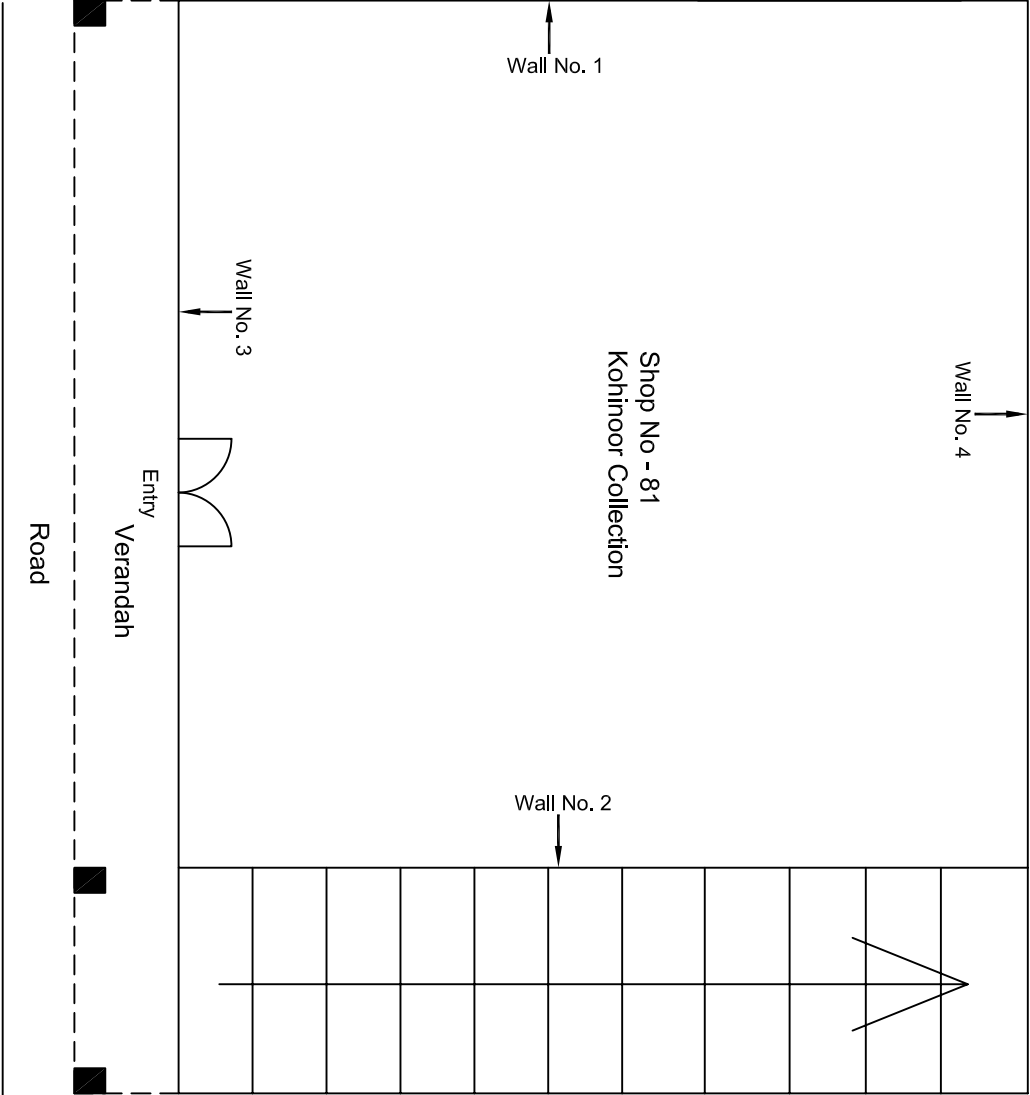 Wall No. 1
Wall No. 3
Shop No - 81
Kohinoor Collection
Wall No. 4
Entry
Verandah
Road
Wall No. 2